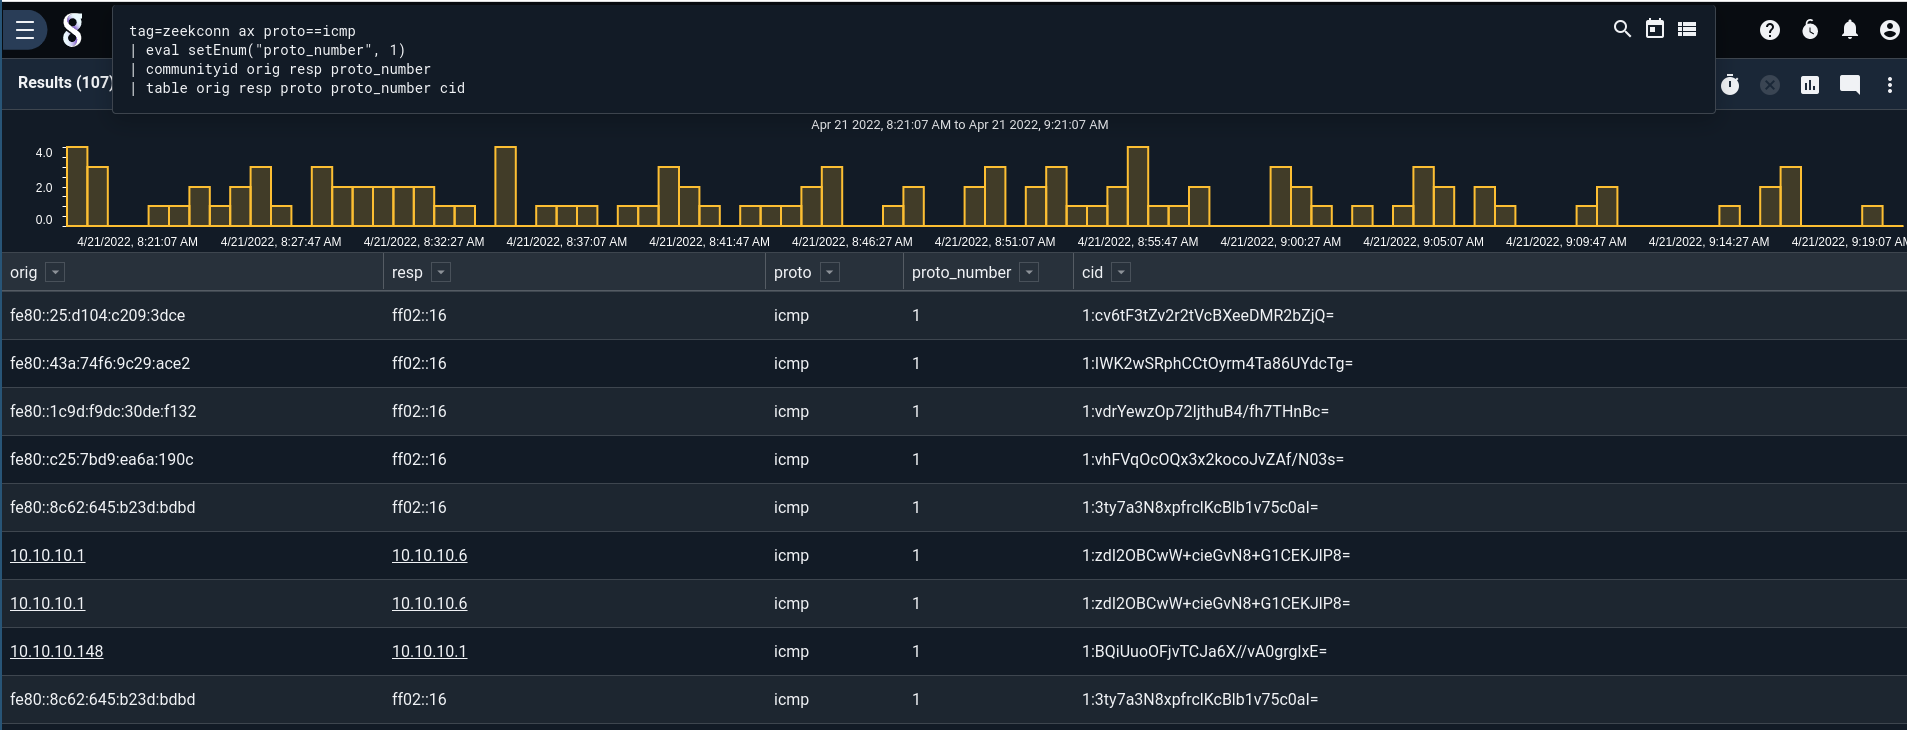 tag=zeekconn ax proto==icmp
| eval setEnum("proto_number", 1)
| communityid orig resp proto_number
| table orig resp proto proto_number cid
Results (107)
Apr 21 2022, 8:21:07 AM to Apr 21 2022, 9:21:07 AM
4.0
2.0
0.0
4/21/2022, 8:21:07 AM 4/21/2022, 8:27:47 AM 4/21/2022, 8:32:27 AM 4/21/2022, 8:37:07 AM 4/21/2022, 8:41:47 AM 4/21/2022, 8:46:27 AM 4/21/2022, 8:51:07 AM 4/21/2022, 8:55:47 AM 4/21/2022, 9:00:27 AM 4/21/2022, 9:05:07 AM 4/21/2022, 9:09:47 AM 4/21/2022, 9:14:27 AM 4/21/2022, 9:19:07 AM
orig resp proto proto_number cid
fe80::25:d104:c209:3dce ff02::16 icmp 1 1:cv6tF3tZv2r2tVcBXeeDMR2bZjQ=
fe80::43a:74f6:9c29:ace2 ff02::16 icmp 1 1:IWK2wSRphCCtOyrm4Ta86UYdcTg=
fe80::1c9d:f9dc:30de:f132 ff02::16 icmp 1 1:vdrYewzOp72ljthuB4/fh7THnBc=
fe80::c25:7bd9:ea6a:190c ff02::16 icmp 1 1:vhFVqOcOQx3x2kocoJvZAf/N03s=
fe80::8c62:645:b23d:bdbd ff02::16 icmp 1 1:3ty7a3N8xpfrclKcBlb1v75c0aI=
10.10.10.1 10.10.10.6 icmp 1 1:zdI2OBCwW+cieGvN8+G1CEKJIP8=
10.10.10.1 10.10.10.6 icmp 1 1:zdI2OBCwW+cieGvN8+G1CEKJIP8=
10.10.10.148 10.10.10.1 icmp 1 1:BQiUuoOFjvTCJa6X//vA0grglxE=
fe80::8c62:645:b23d:bdbd ff02::16 icmp 1 1:3ty7a3N8xpfrclKcBlb1v75c0aI=